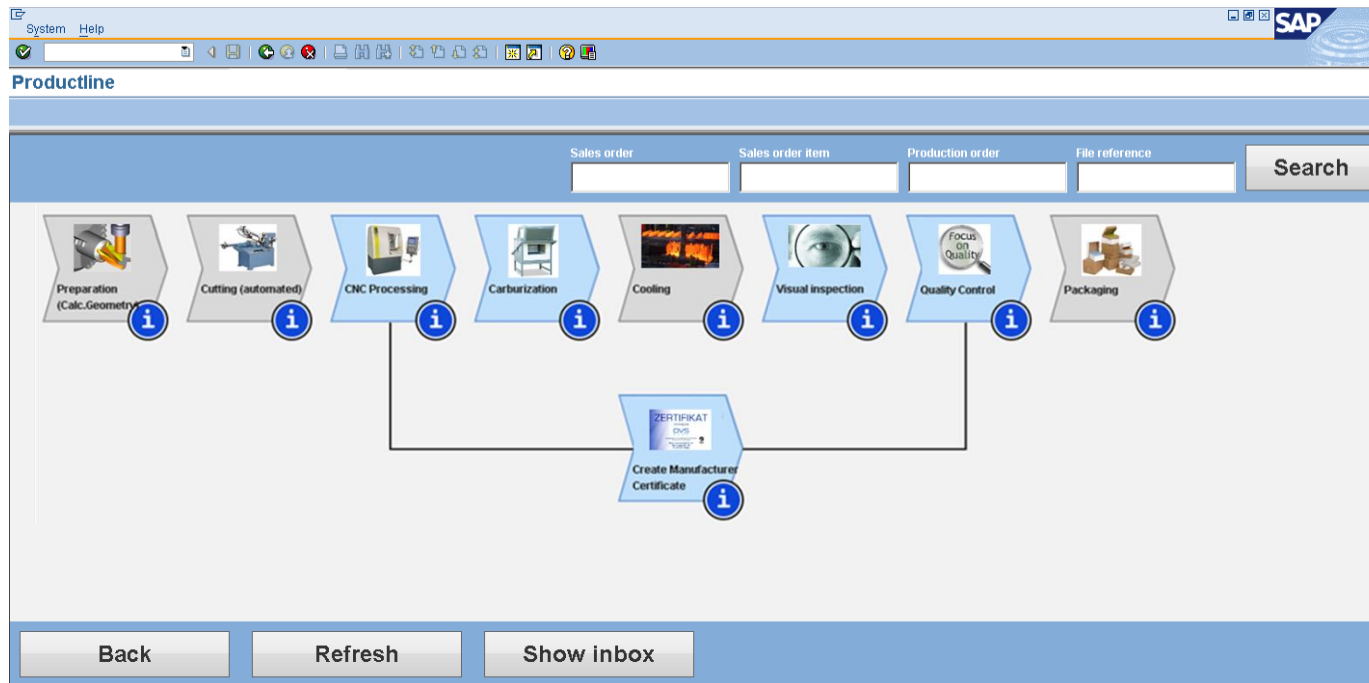 System Help
SAP
Productline
Sales order Sales order item Production order File reference
Search
Preparation
(Calc.Geometry
Cutting (automated)
CNC Processing
Carburization
Cooling
Visual inspection
Focus
on
Quality
Quality Control
Packaging
i i i i i i i i
ZERTIFIKAT
DVS
Create Manufacturer
Certificate
i
Back Refresh Show inbox